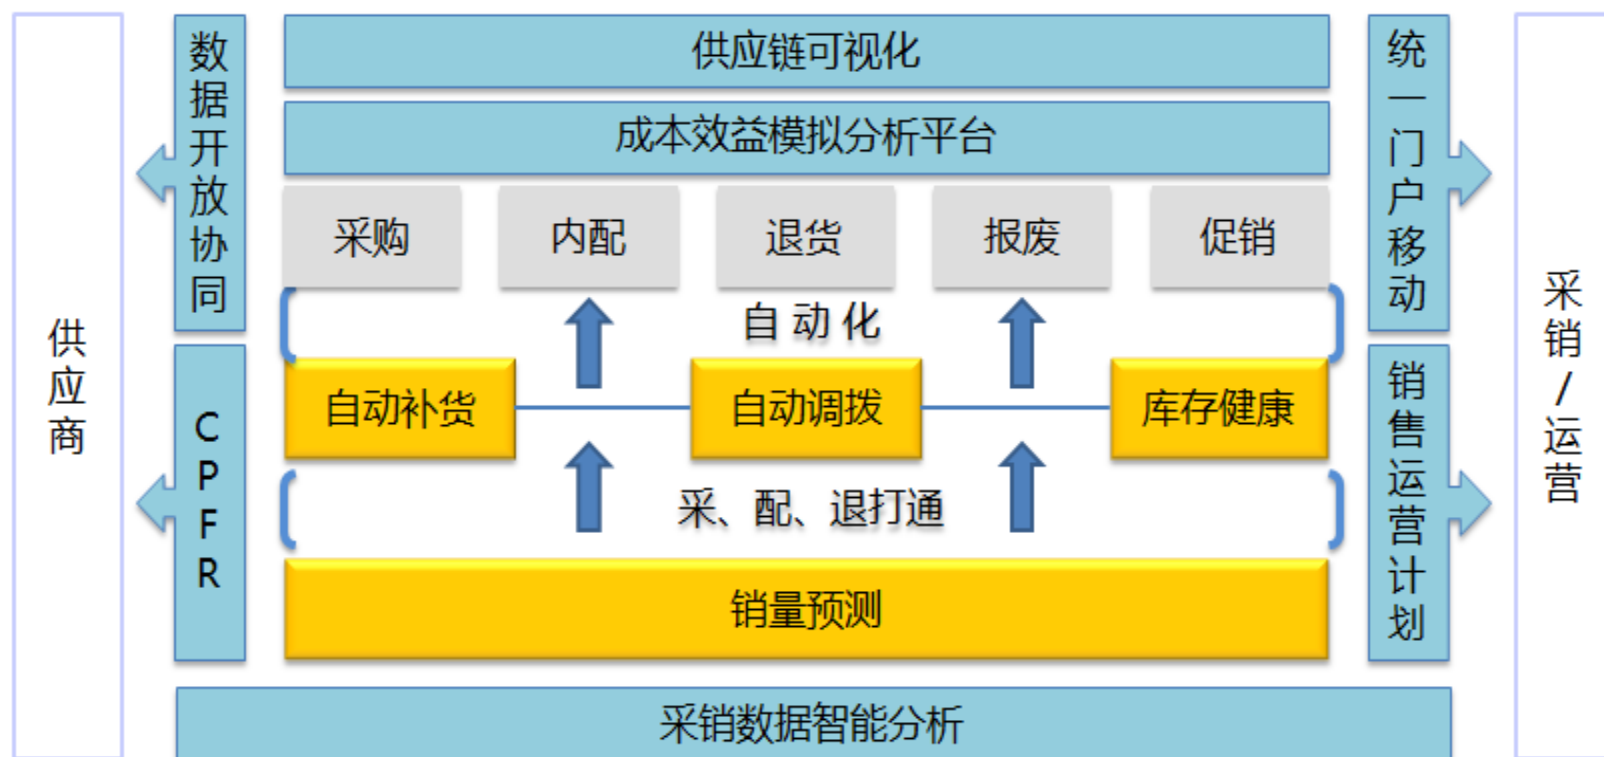 供应商
数据开放协同
CPFR
供应链可视化
成本效益模拟分析平台
采购 内配 退货 报废 促销
自动化
自动补货 自动调拨 库存健康
采、配、退打通
销量预测
采销数据智能分析
统一门户移动
销售运营计划
采销/运营